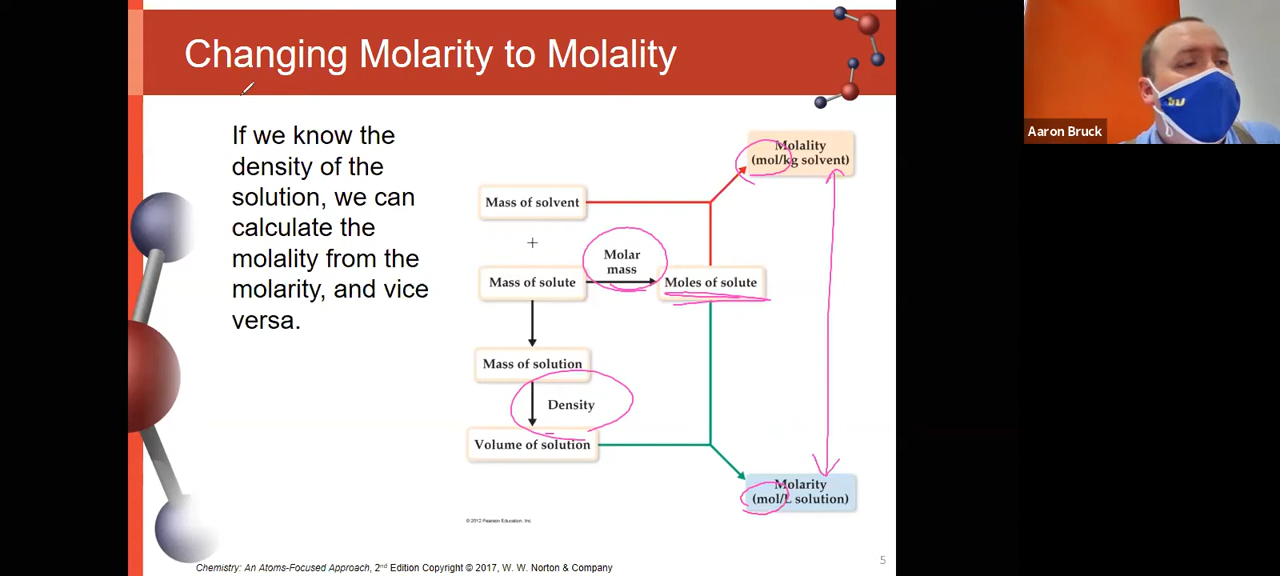 Changing Molarity to Molality
If we know the
density of the
solution, we can
calculate the
molality from the
molarity, and vice
versa.
Molality
(mol/kg solvent)
Mass of solvent
+
Molar
mass
Mass of solute
Moles of solute
Mass of solution
Density
Volume of solution
Molarity
(mol/L solution)
© 2012 Pearson Education, Inc
Chemistry: An Atoms-Focused Approach, 2nd Edition Copyright © 2017, W. W. Norton & Company
5
Aaron Bruck